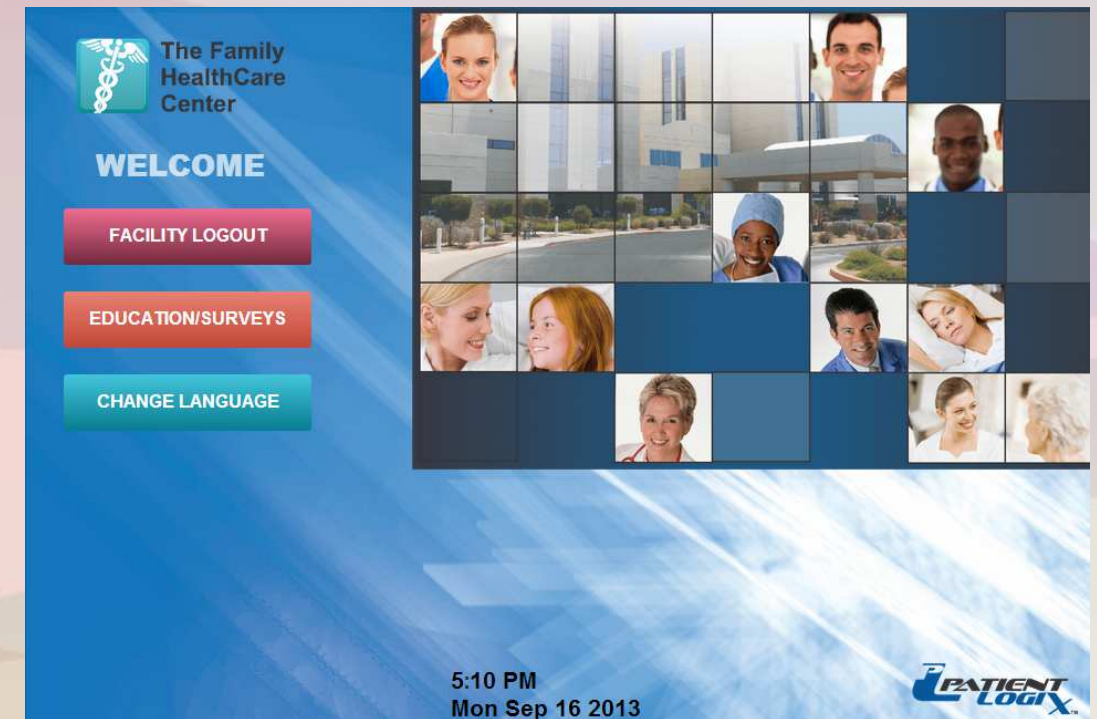 The Family
HealthCare
Center
WELCOME
FACILITY LOGOUT
EDUCATION/SURVEYS
CHANGE LANGUAGE
5:10 PM
Mon Sep 16 2013
PATIENT
LOGIX™